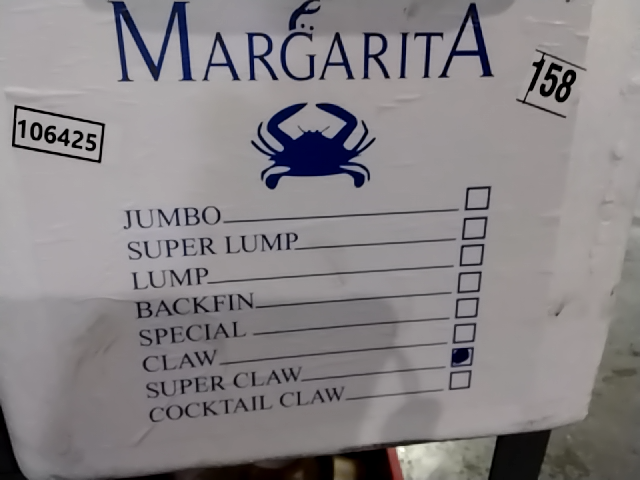 MARGARITA
158
106425
JUMBO
SUPER LUMP
LUMP
BACKFIN
SPECIAL
CLAW
SUPER CLAW
COCKTAIL CLAW